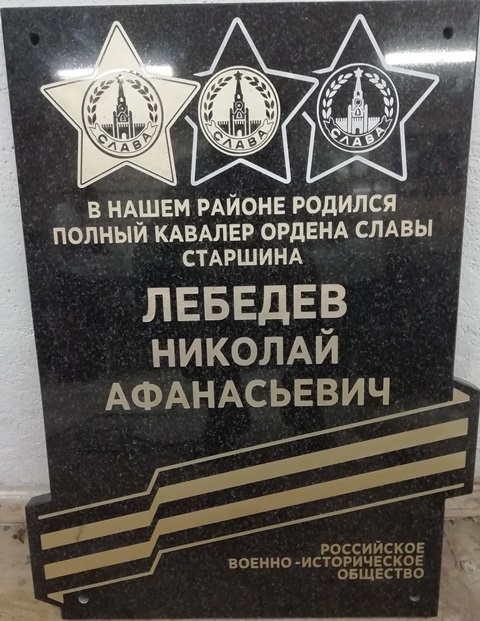 СЛАВА СЛАВА СЛАВА
В НАШЕМ РАЙОНЕ РОДИЛСЯ
ПОЛНЫЙ КАВАЛЕР ОРДЕНА СЛАВЫ
СТАРШИНА
ЛЕБЕДЕВ
НИКОЛАЙ
АФАНАСЬЕВИЧ
РОССИЙСКОЕ
ВОЕННО-ИСТОРИЧЕСКОЕ
ОБЩЕСТВО